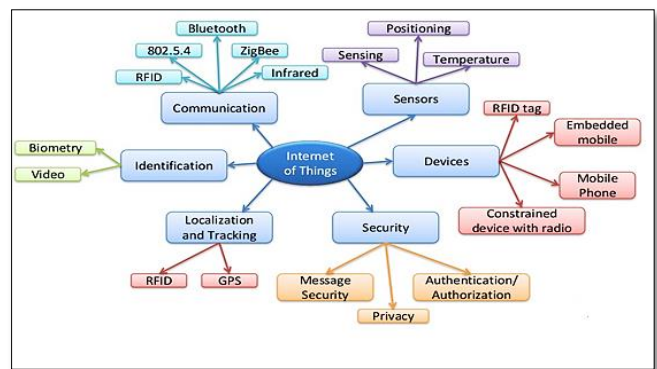 Bluetooth
802.5.4
ZigBee
RFID
Infrared
Communication
Positioning
Sensing
Temperature
Sensors
RFID tag
Embedded
mobile
Mobile
Phone
Constrained
device with radio
Devices
Internet
of Things
Biometry
Video
Identification
Localization
and Tracking
RFID
GPS
Security
Message
Security
Authentication/
Authorization
Privacy